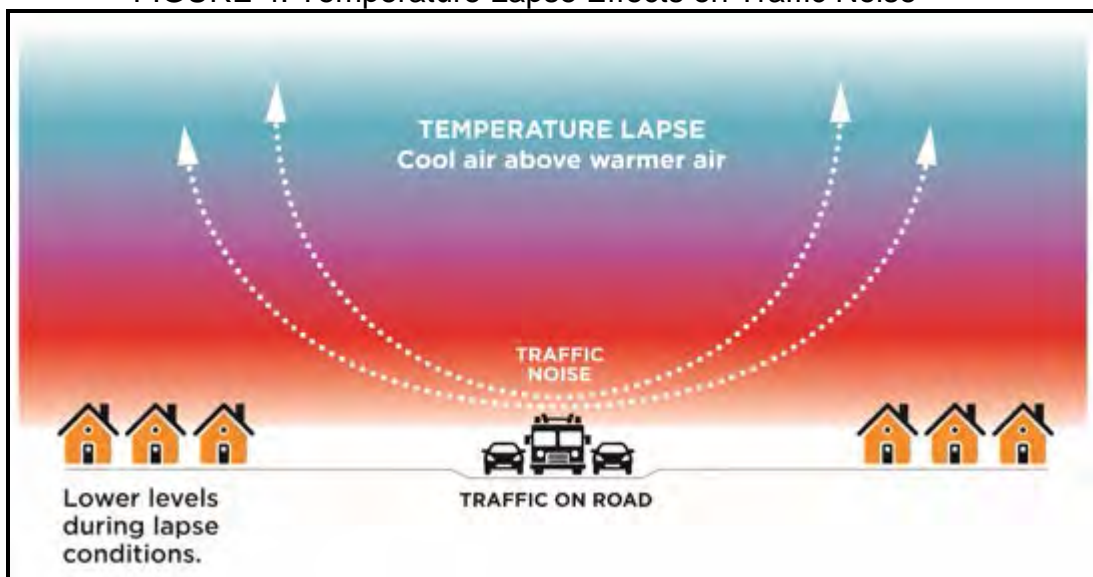 FIGURE 4. Temperature Lapse Effects on Traffic Noise
TEMPERATURE LAPSE
Cool air above warmer air
TRAFFIC
NOISE
TRAFFIC ON ROAD
Lower levels
during lapse
conditions.